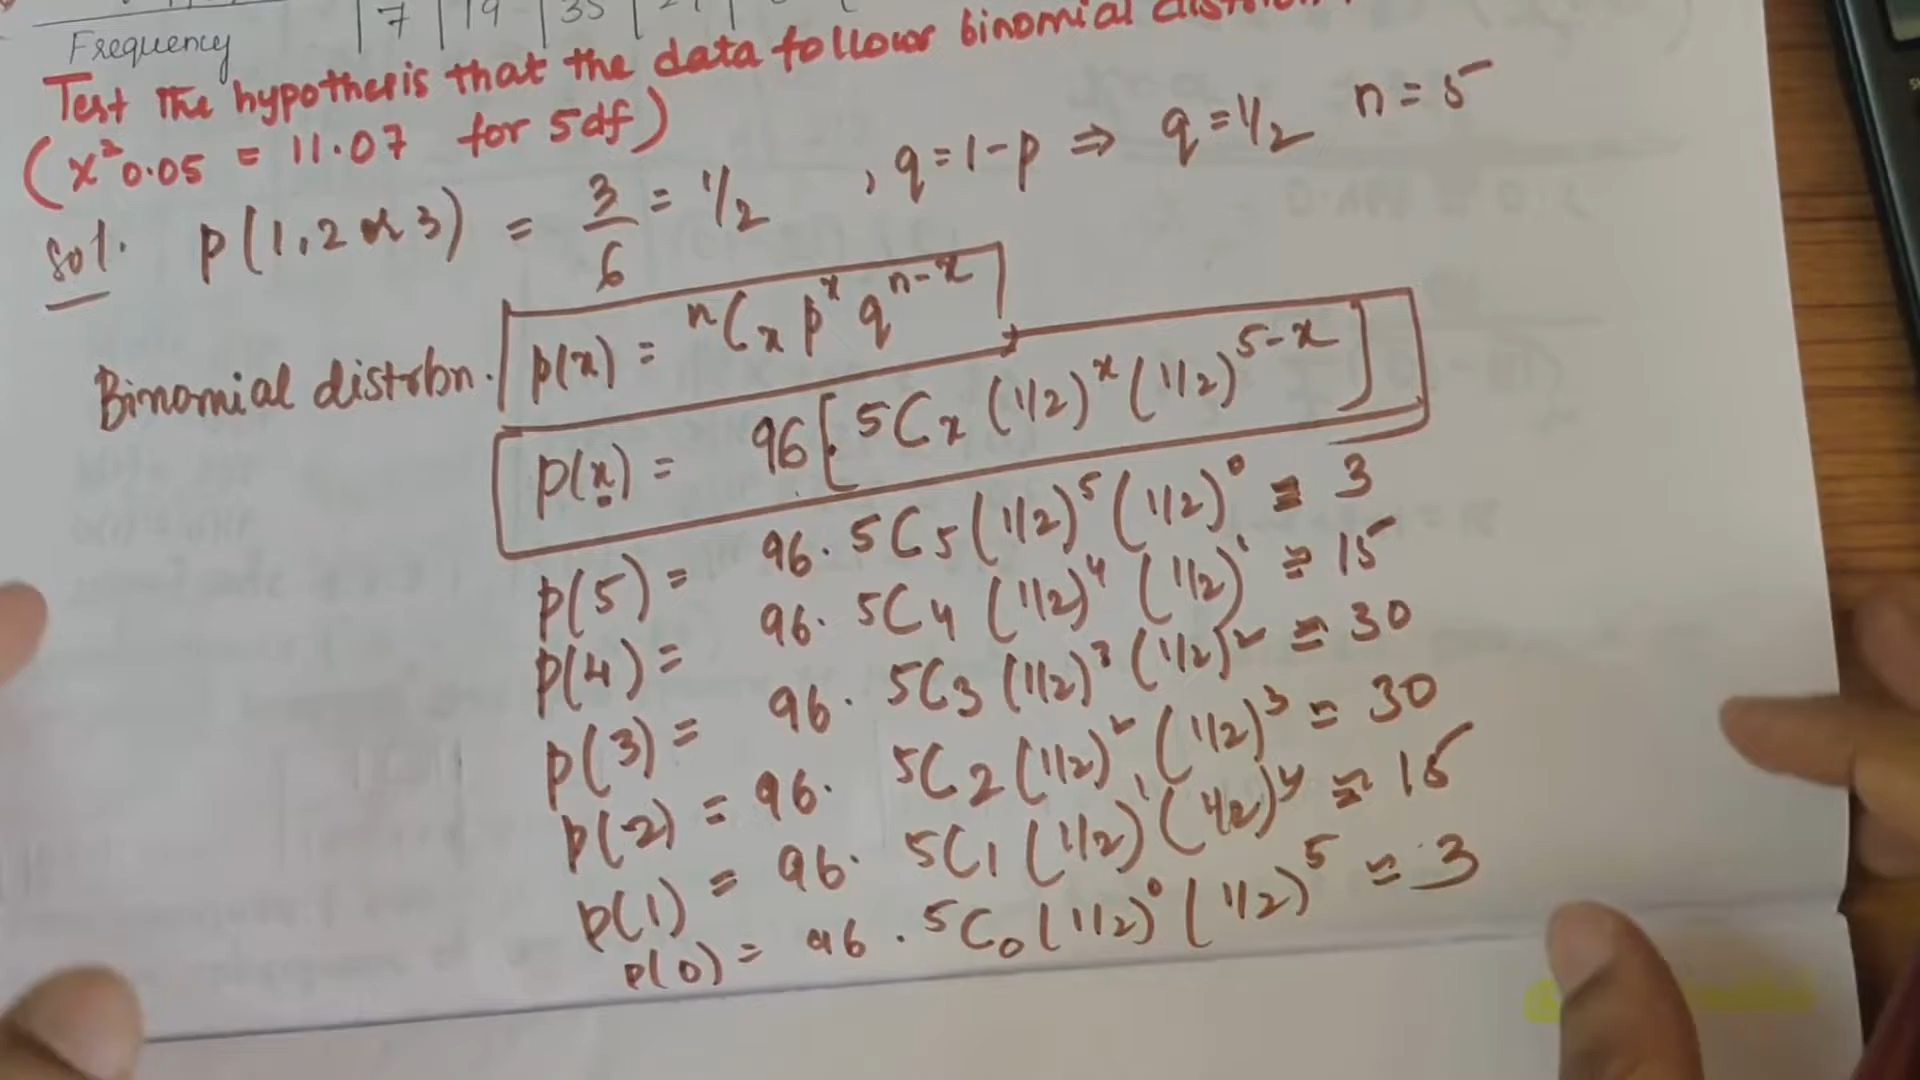 Frequency | 7 | 19 | 35 |
Test the hypothesis that the data follows binomial
(x²0.05 = 11.07 for 5df)
Sol. p(1,2 or 3) = 3/6 = 1/2 , q = 1-p ⇒ q = 1/2 n = 5
Binomial distrbn. p(x) = ⁿCₓ pˣ qⁿ⁻ˣ
p(x) = 96[5Cₓ (1/2)ˣ (1/2)⁵⁻ˣ]
p(5) = 96. 5C₅ (1/2)⁵ (1/2)⁰ = 3
p(4) = 96. 5C₄ (1/2)⁴ (1/2)¹ = 15
p(3) = 96. 5C₃ (1/2)³ (1/2)² = 30
p(2) = 96. 5C₂ (1/2)² (1/2)³ = 30
p(1) = 96. 5C₁ (1/2)¹ (1/2)⁴ = 15
p(0) = 96. 5C₀ (1/2)⁰ (1/2)⁵ = 3